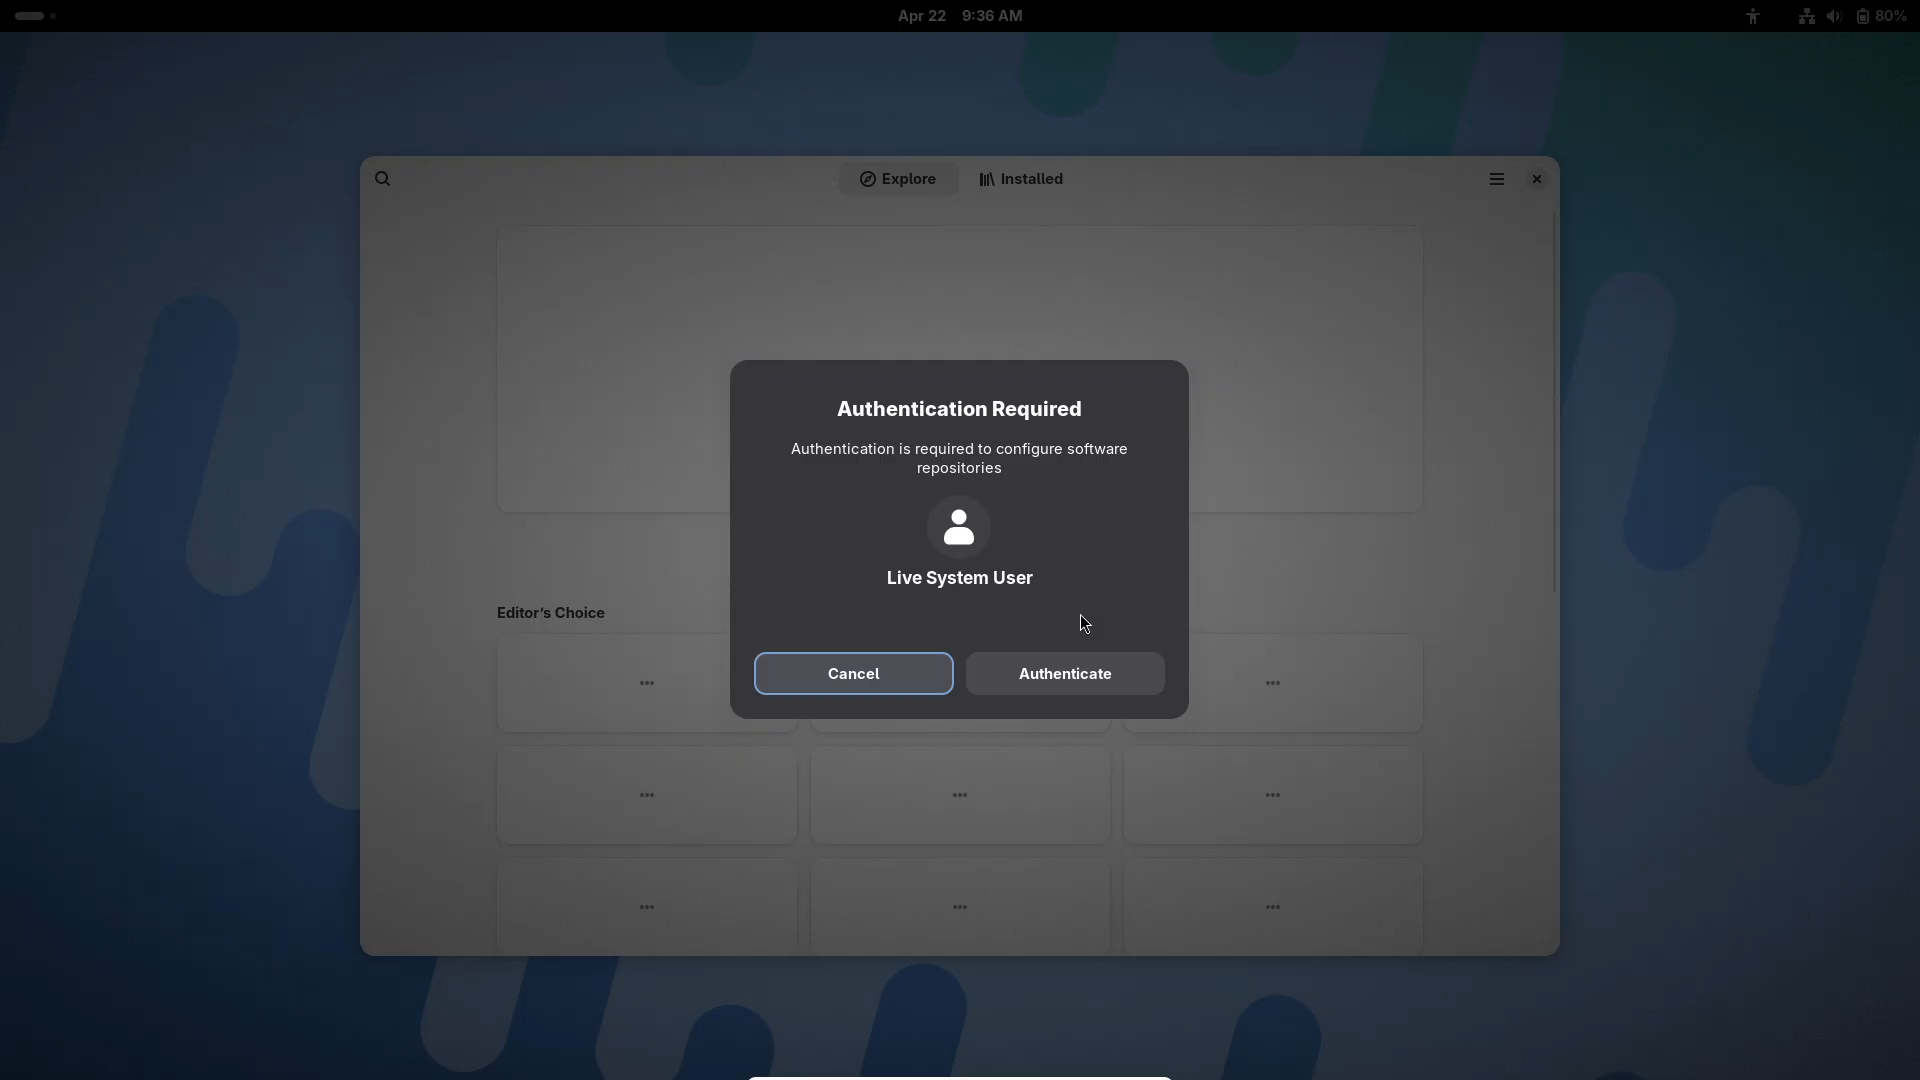 Apr 22 9:36 AM
80%
Explore
Installed
Authentication Required
Authentication is required to configure software
repositories
Live System User
Editor’s Choice
Cancel
Authenticate